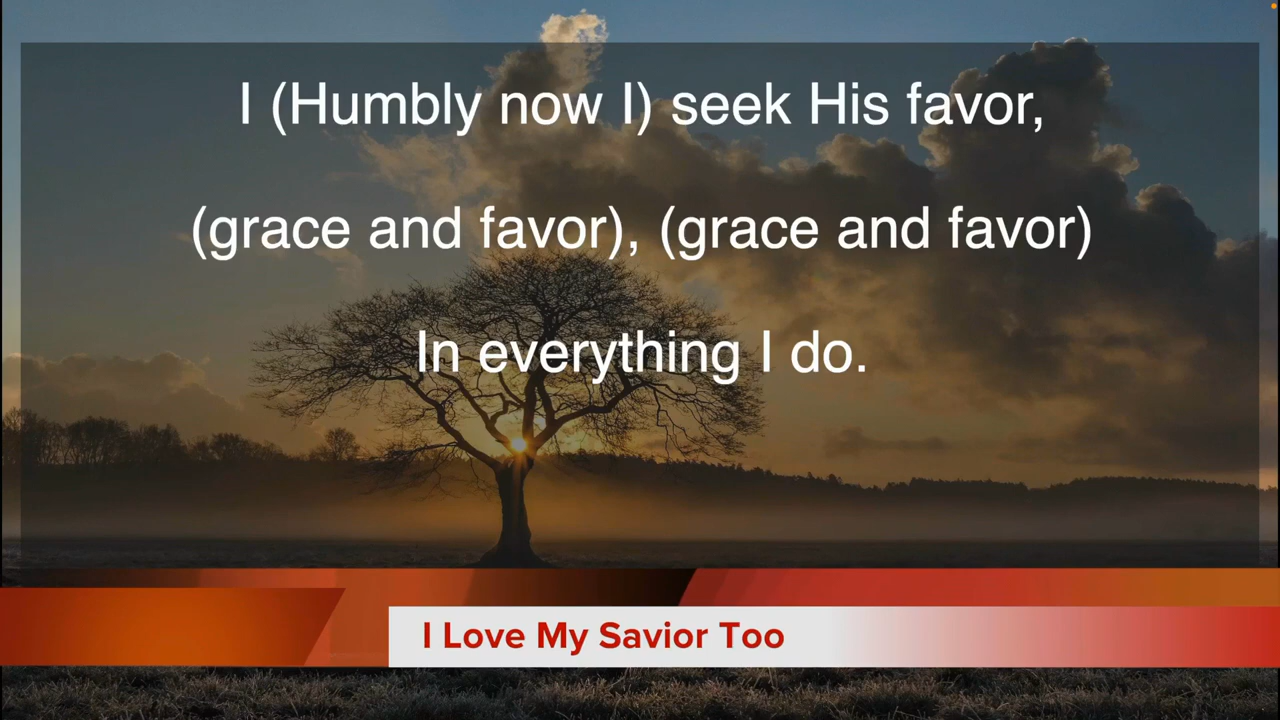 I (Humbly now I) seek His favor,
(grace and favor), (grace and favor)
In everything I do.
I Love My Savior Too